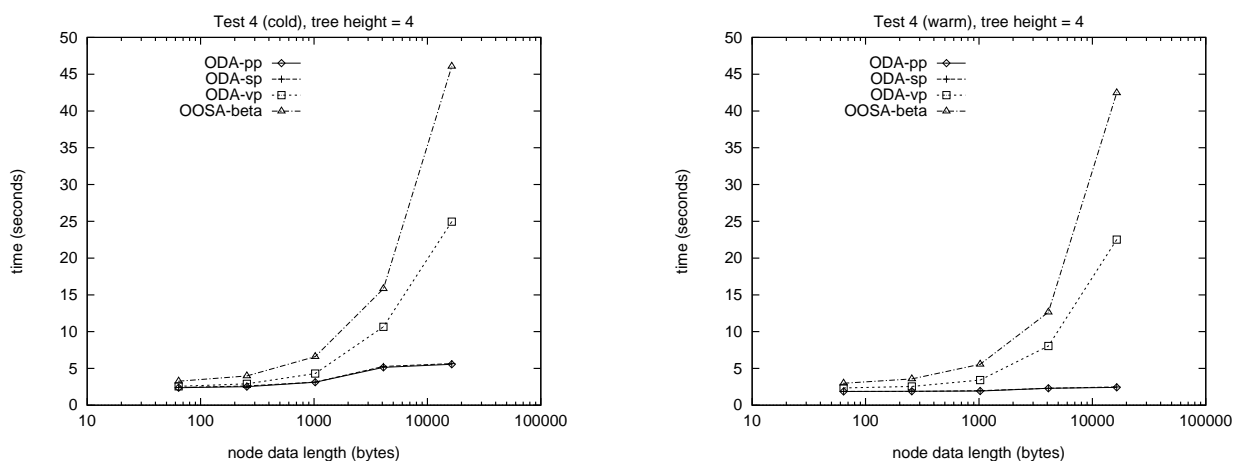 Test 4 (cold), tree height = 4
50
45
40
35
30
25
20
15
10
5
0
time (seconds)
ODA-pp
ODA-sp
ODA-vp
OOSA-beta
10
100
1000
10000
100000
node data length (bytes)
Test 4 (warm), tree height = 4
50
45
40
35
30
25
20
15
10
5
0
time (seconds)
ODA-pp
ODA-sp
ODA-vp
OOSA-beta
10
100
1000
10000
100000
node data length (bytes)